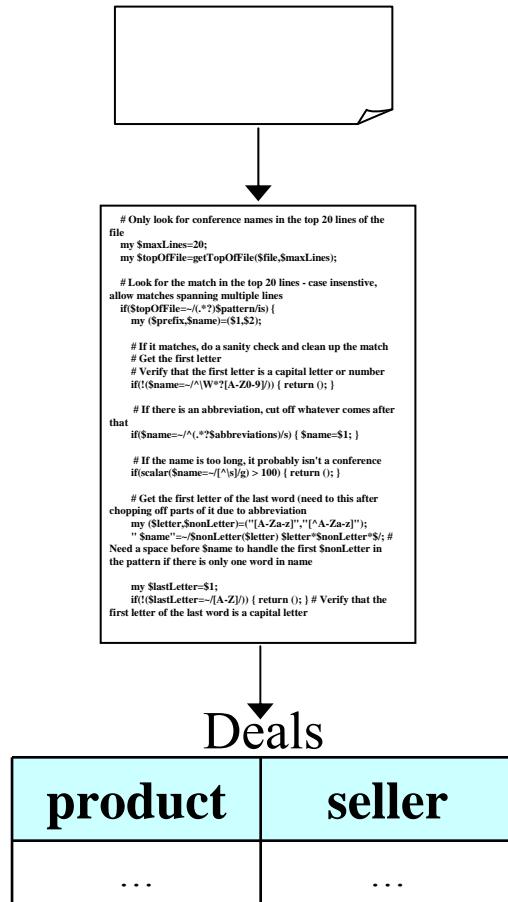 # Only look for conference names in the top 20 lines of the
file
my $maxLines=20;
my $topOfFile=getTopOfFile($file,$maxLines);
# Look for the match in the top 20 lines - case insenstive,
allow matches spanning multiple lines
if($topOfFile=~/(.*?)$pattern/is) {
my ($prefix,$name)=($1,$2);
# If it matches, do a sanity check and clean up the match
# Get the first letter
# Verify that the first letter is a capital letter or number
if(!($name=~/^\W*?[A-Z0-9]/)) { return (); }
# If there is an abbreviation, cut off whatever comes after
that
if($name=~/^(.*?$abbreviations)/s) { $name=$1; }
# If the name is too long, it probably isn't a conference
if(scalar($name=~/[^\s]/g) > 100) { return (); }
# Get the first letter of the last word (need to this after
chopping off parts of it due to abbreviation
my ($letter,$nonLetter)=("[A-Za-z]","[^A-Za-z]");
" $name"=~/$nonLetter($letter) $letter*$nonLetter*$/; #
Need a space before $name to handle the first $nonLetter in
the pattern if there is only one word in name
my $lastLetter=$1;
if(!($lastLetter=~/[A-Z]/)) { return (); } # Verify that the
first letter of the last word is a capital letter
Deals
product seller
... ...